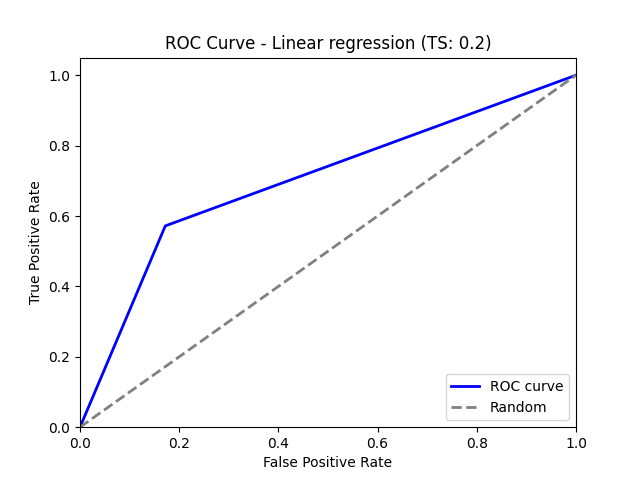 ROC Curve - Linear regression (TS: 0.2)
1.0
0.8
0.6
0.4
0.2
0.0
True Positive Rate
0.0 0.2 0.4 0.6 0.8 1.0
False Positive Rate
ROC curve
Random